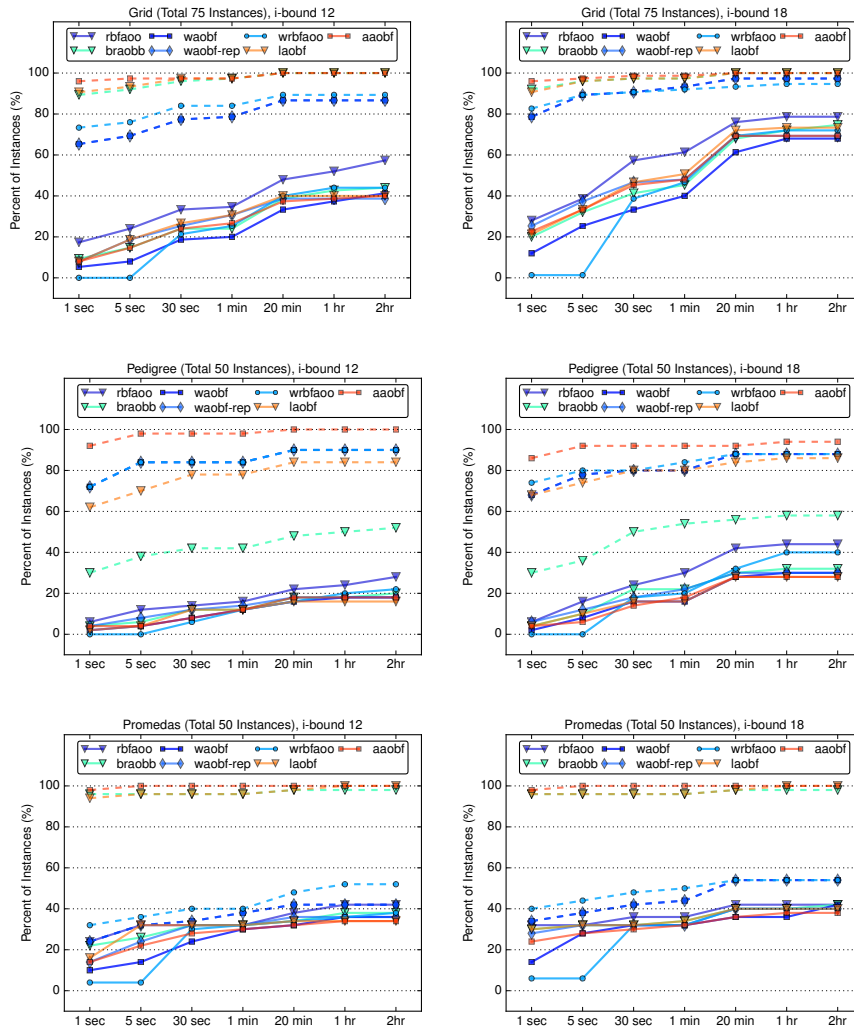 Grid (Total 75 Instances), i-bound 12
rbfaoo waobf wrbfaoo aaobf
braobb waobf-rep laobf
Percent of Instances (%)
100
80
60
40
20
0
1 sec 5 sec 30 sec 1 min 20 min 1 hr 2hr
Grid (Total 75 Instances), i-bound 18
rbfaoo waobf wrbfaoo aaobf
braobb waobf-rep laobf
Percent of Instances (%)
100
80
60
40
20
0
1 sec 5 sec 30 sec 1 min 20 min 1 hr 2hr
Pedigree (Total 50 Instances), i-bound 12
rbfaoo waobf wrbfaoo aaobf
braobb waobf-rep laobf
Percent of Instances (%)
100
80
60
40
20
0
1 sec 5 sec 30 sec 1 min 20 min 1 hr 2hr
Pedigree (Total 50 Instances), i-bound 18
rbfaoo waobf wrbfaoo aaobf
braobb waobf-rep laobf
Percent of Instances (%)
100
80
60
40
20
0
1 sec 5 sec 30 sec 1 min 20 min 1 hr 2hr
Promedas (Total 50 Instances), i-bound 12
rbfaoo waobf wrbfaoo aaobf
braobb waobf-rep laobf
Percent of Instances (%)
100
80
60
40
20
0
1 sec 5 sec 30 sec 1 min 20 min 1 hr 2hr
Promedas (Total 50 Instances), i-bound 18
rbfaoo waobf wrbfaoo aaobf
braobb waobf-rep laobf
Percent of Instances (%)
100
80
60
40
20
0
1 sec 5 sec 30 sec 1 min 20 min 1 hr 2hr